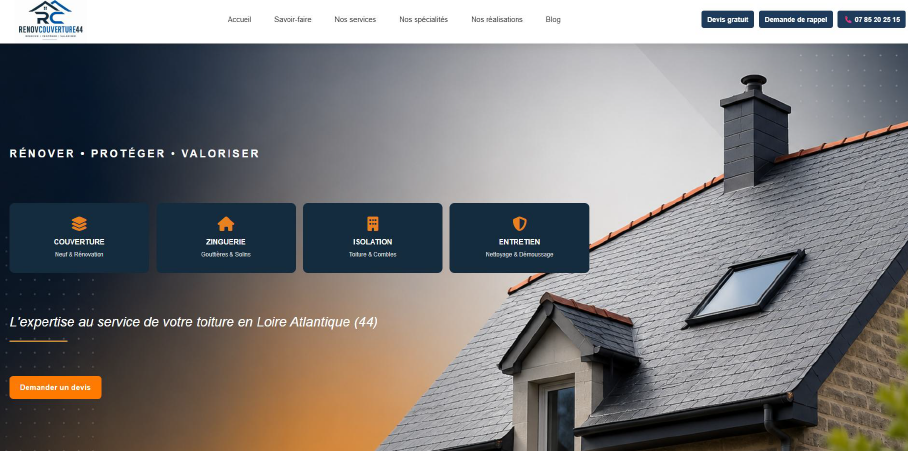 RENOVCOUVERTURE44
Accueil
Savoir-faire
Nos services
Nos spécialités
Nos réalisations
Blog
Devis gratuit
Demande de rappel
07 85 20 25 15
RÉNOVER • PROTÉGER • VALORISER
COUVERTURE
Neuf & Rénovation
ZINGUERIE
Gouttières & Solins
ISOLATION
Toiture & Combles
ENTRETIEN
Nettoyage & Démoussage
L'expertise au service de votre toiture en Loire Atlantique (44)
Demander un devis